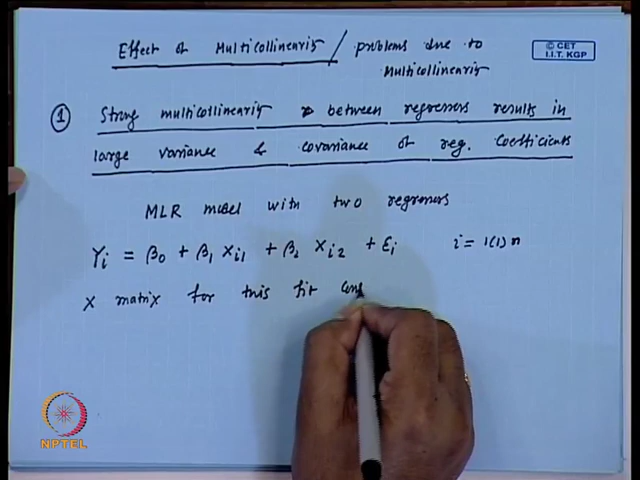 Effect of Multicollinearity / problems due to
Multicollinearity
© CET
I.I.T. KGP
① Strong multicollinearity between regressors results in
large variance & covariance of reg. coefficients
MLR model with two regressors
Yi = β0 + β1 Xi1 + β2 Xi2 + εi i = 1(1) n
X matrix for this fit cons
NPTEL